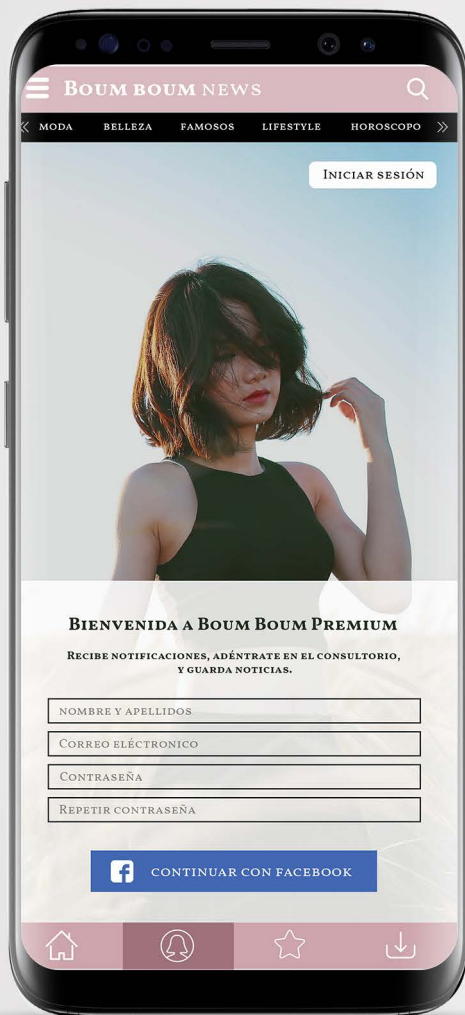 BOUM BOUM NEWS
MODA BELLEZA FAMOSOS LIFESTYLE HOROSCOPO
INICIAR SESIÓN
BIENVENIDA A BOUM BOUM PREMIUM
RECIBE NOTIFICACIONES, ADÉNTRATE EN EL CONSULTORIO,
Y GUARDA NOTICIAS.
NOMBRE Y APELLIDOS
CORREO ELÉCTRONICO
CONTRASEÑA
REPETIR CONTRASEÑA
CONTINUAR CON FACEBOOK